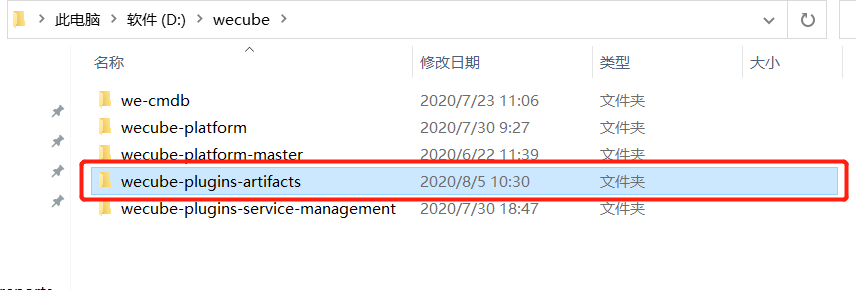 此电脑 > 软件 (D:) > wecube >
名称 修改日期 类型 大小
we-cmdb 2020/7/23 11:06 文件夹
wecube-platform 2020/7/30 9:27 文件夹
wecube-platform-master 2020/6/22 11:39 文件夹
wecube-plugins-artifacts 2020/8/5 10:30 文件夹
wecube-plugins-service-management 2020/7/30 18:47 文件夹